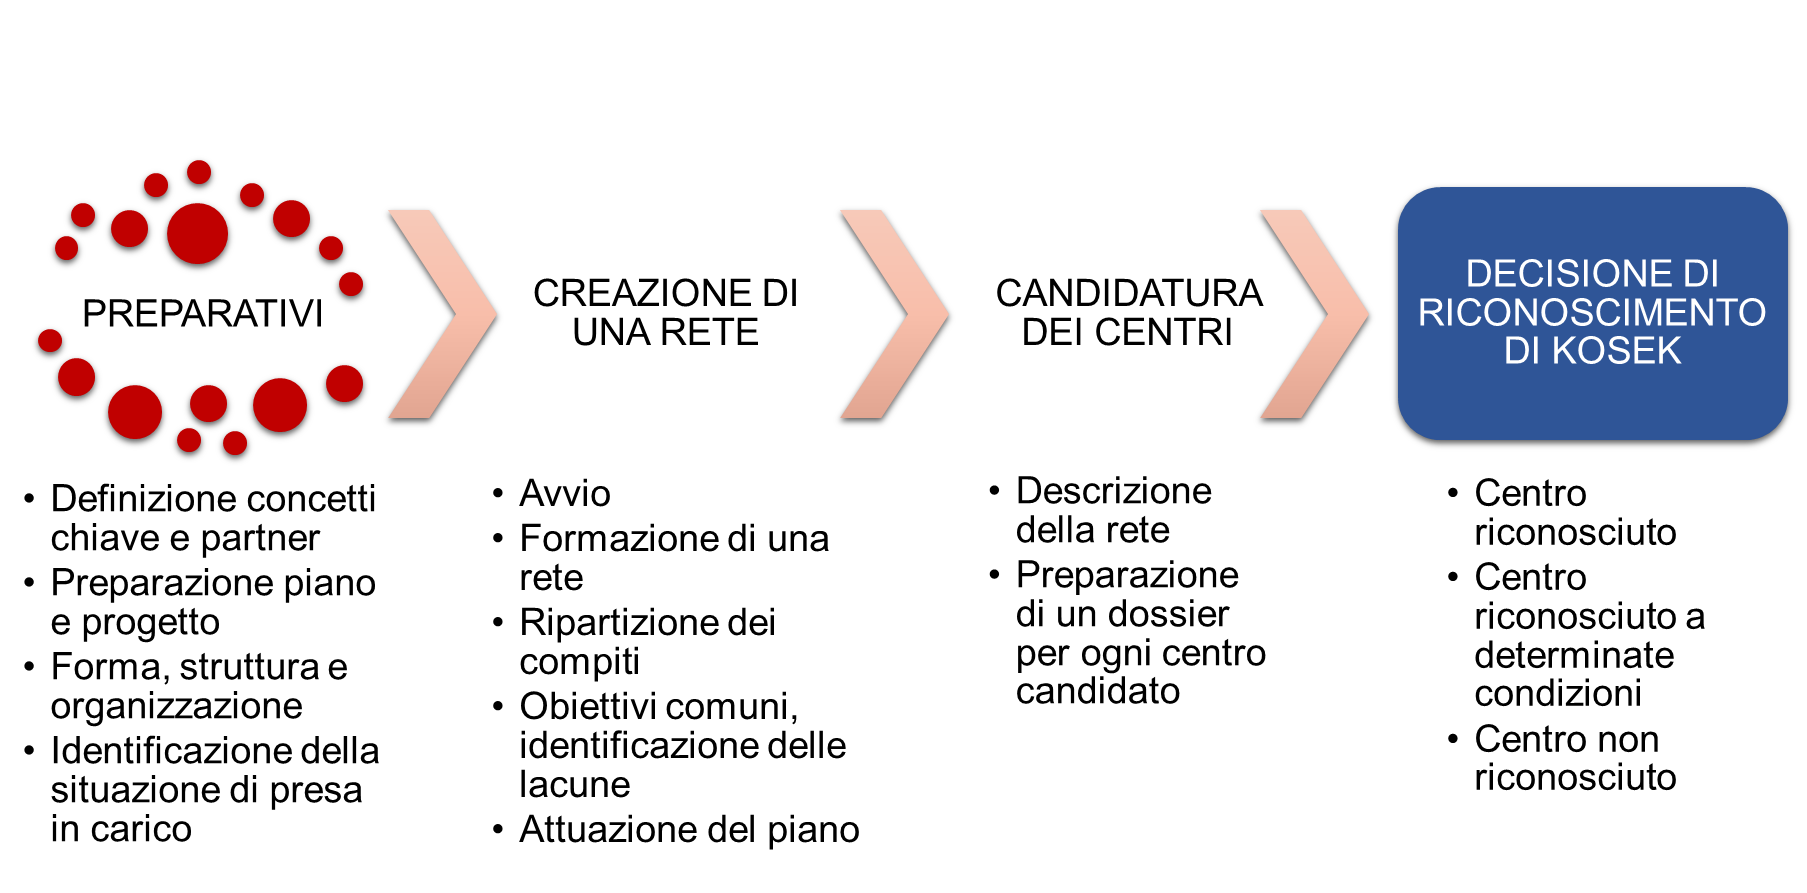 PREPARATIVI
• Definizione concetti
chiave e partner
• Preparazione piano
e progetto
• Forma, struttura e
organizzazione
• Identificazione della
situazione di presa
in carico
CREAZIONE DI
UNA RETE
• Avvio
• Formazione di una
rete
• Ripartizione dei
compiti
• Obiettivi comuni,
identificazione delle
lacune
• Attuazione del piano
CANDIDATURA
DEI CENTRI
• Descrizione
della rete
• Preparazione
di un dossier
per ogni centro
candidato
DECISIONE DI
RICONOSCIMENTO
DI KOSEK
• Centro
riconosciuto
• Centro
riconosciuto a
determinate
condizioni
• Centro non
riconosciuto